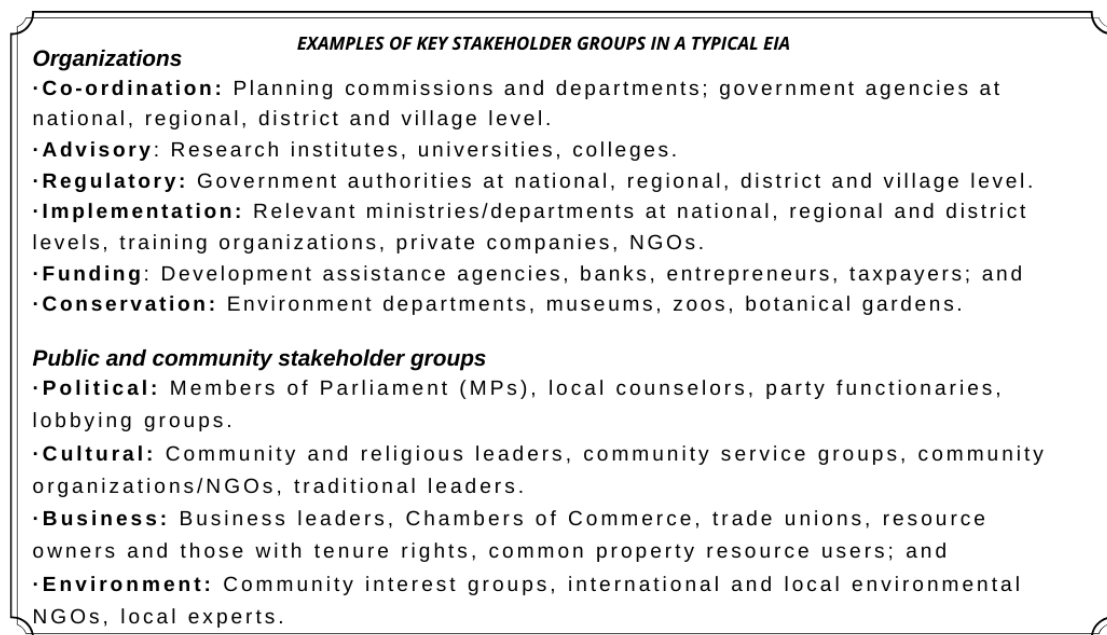 EXAMPLES OF KEY STAKEHOLDER GROUPS IN A TYPICAL EIA
Organizations
·Co-ordination: Planning commissions and departments; government agencies at
national, regional, district and village level.
·Advisory: Research institutes, universities, colleges.
·Regulatory: Government authorities at national, regional, district and village level.
·Implementation: Relevant ministries/departments at national, regional and district
levels, training organizations, private companies, NGOs.
·Funding: Development assistance agencies, banks, entrepreneurs, taxpayers; and
·Conservation: Environment departments, museums, zoos, botanical gardens.
Public and community stakeholder groups
·Political: Members of Parliament (MPs), local counselors, party functionaries,
lobbying groups.
·Cultural: Community and religious leaders, community service groups, community
organizations/NGOs, traditional leaders.
·Business: Business leaders, Chambers of Commerce, trade unions, resource
owners and those with tenure rights, common property resource users; and
·Environment: Community interest groups, international and local environmental
NGOs, local experts.